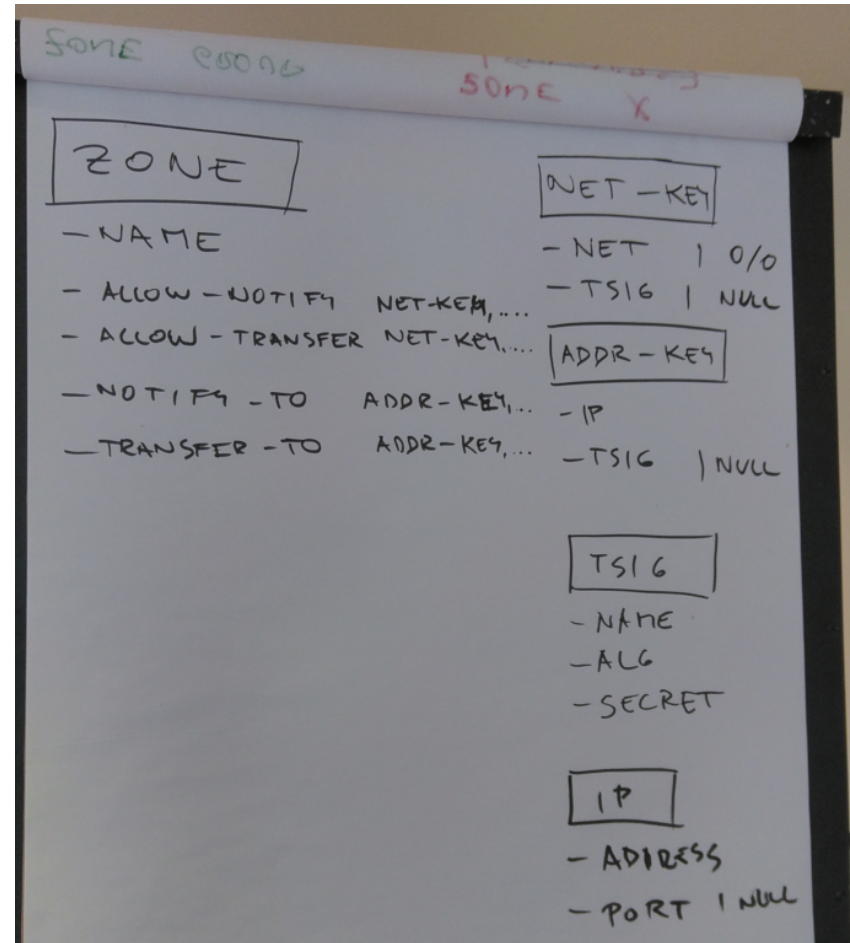 SOME
SOME X
ZONE
- NAME
- ALLOW - NOTIFY NET-KEY, ....
- ALLOW - TRANSFER NET-KEY, ...
- NOTIFY - TO ADDR-KEY, ...
- TRANSFER - TO ADDR-KEY, ...
NET - KEY
- NET | 0/0
- TSIG | NULL
ADDR - KEY
- IP
- TSIG | NULL
TSIG
- NAME
- ALG
- SECRET
IP
- ADDRESS
- PORT | NULL